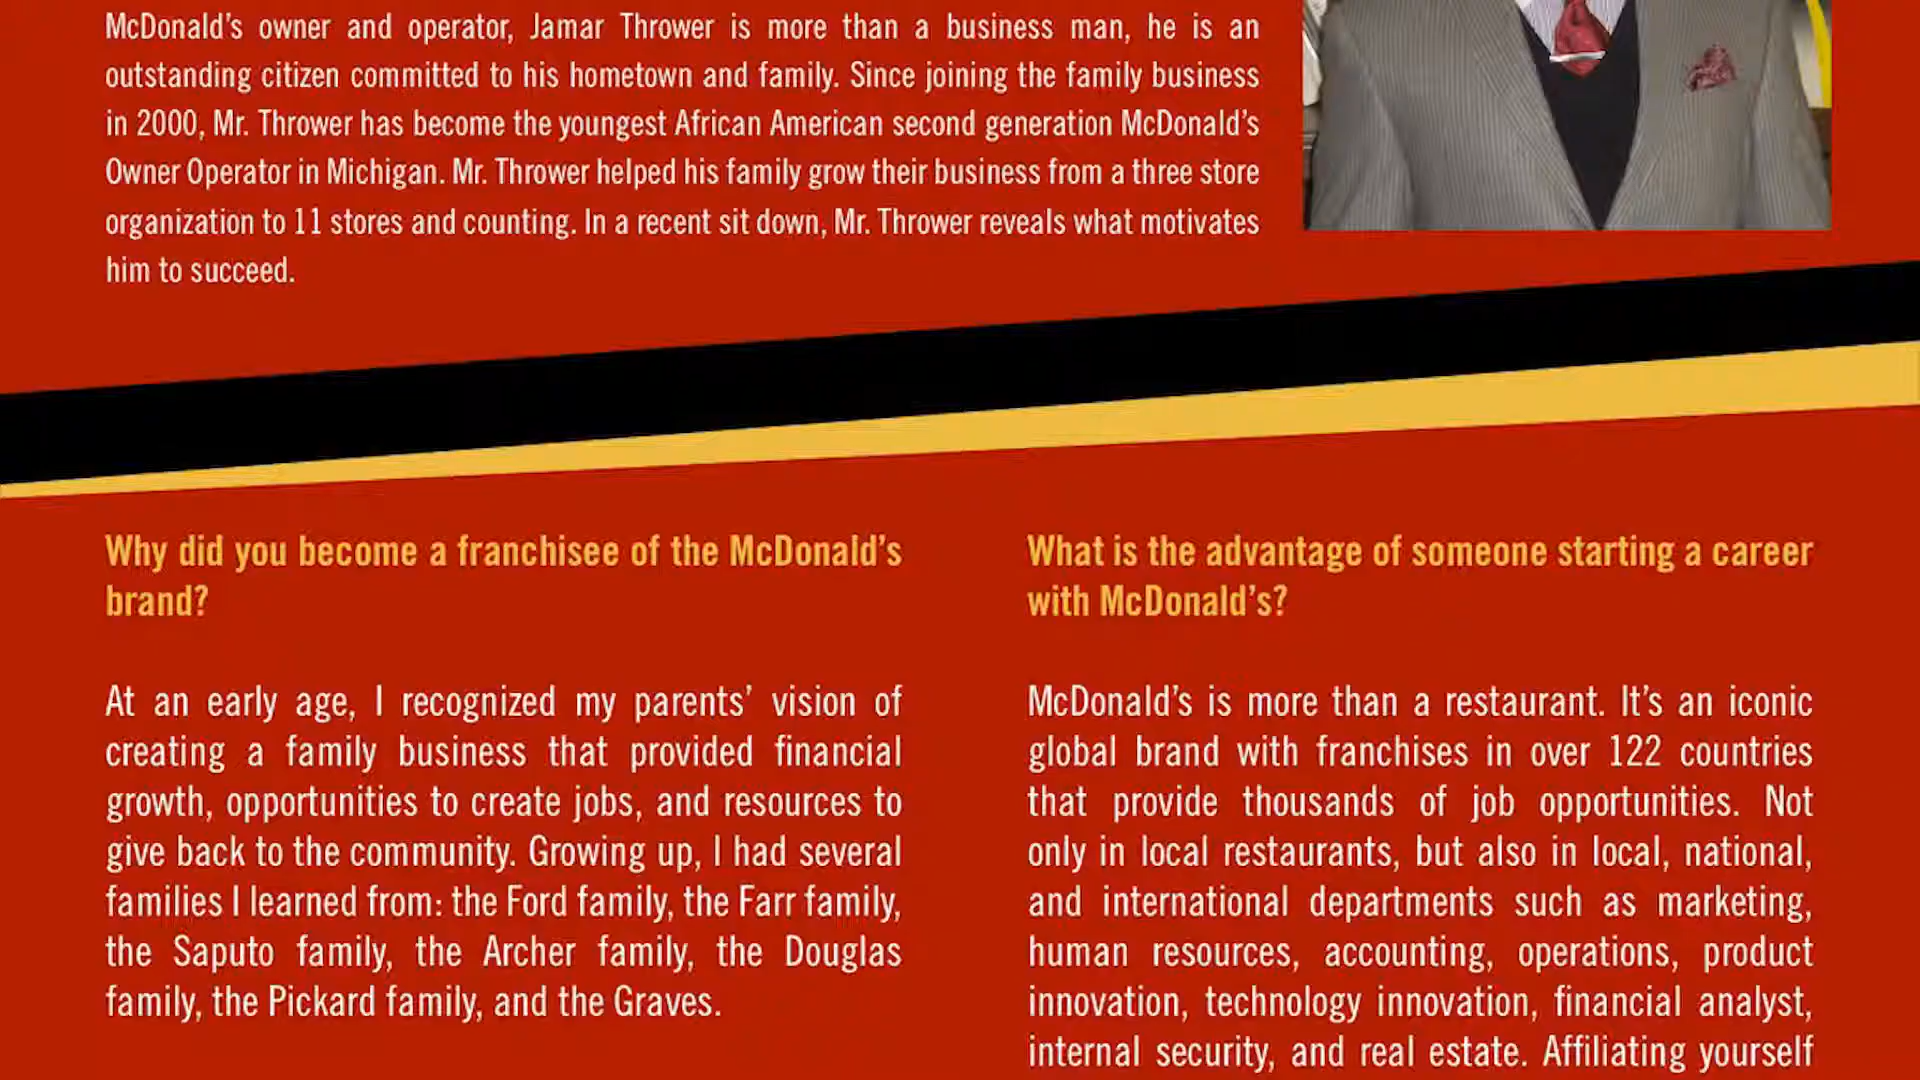 McDonald's owner and operator, Jamar Thrower is more than a business man, he is an
outstanding citizen committed to his hometown and family. Since joining the family business
in 2000, Mr. Thrower has become the youngest African American second generation McDonald's
Owner Operator in Michigan. Mr. Thrower helped his family grow their business from a three store
organization to 11 stores and counting. In a recent sit down, Mr. Thrower reveals what motivates
him to succeed.
Why did you become a franchisee of the McDonald's
brand?
At an early age, I recognized my parents' vision of
creating a family business that provided financial
growth, opportunities to create jobs, and resources to
give back to the community. Growing up, I had several
families I learned from: the Ford family, the Farr family,
the Saputo family, the Archer family, the Douglas
family, the Pickard family, and the Graves.
What is the advantage of someone starting a career
with McDonald's?
McDonald's is more than a restaurant. It's an iconic
global brand with franchises in over 122 countries
that provide thousands of job opportunities. Not
only in local restaurants, but also in local, national,
and international departments such as marketing,
human resources, accounting, operations, product
innovation, technology innovation, financial analyst,
internal security, and real estate. Affiliating yourself